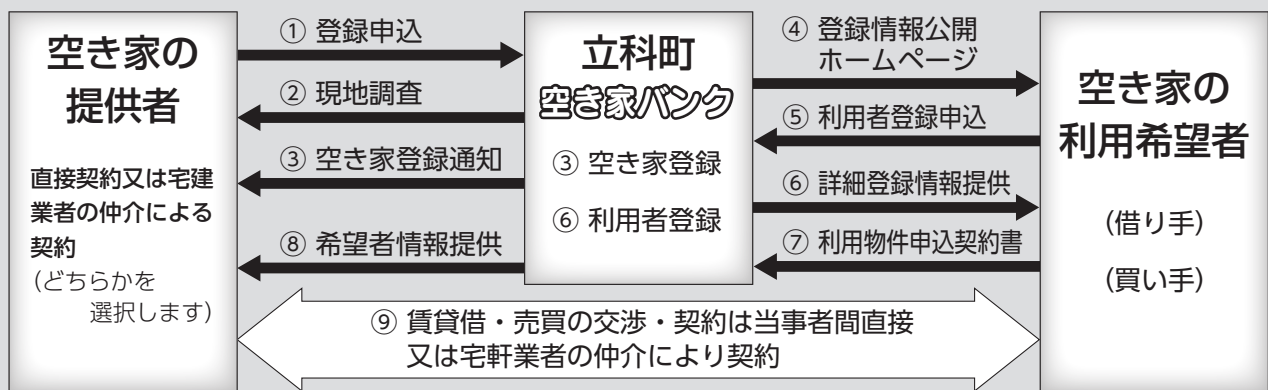 空き家の
提供者
直接契約又は宅建
業者の仲介による
契約
(どちらかを
選択します)
① 登録申込
② 現地調査
③ 空き家登録通知
⑧ 希望者情報提供
立科町
空き家バンク
③ 空き家登録
⑥ 利用者登録
④ 登録情報公開
ホームページ
⑤ 利用者登録申込
⑥ 詳細登録情報提供
⑦ 利用物件申込契約書
空き家の
利用希望者
(借り手)
(買い手)
⑨ 賃貸借・売買の交渉・契約は当事者間直接
又は宅軒業者の仲介により契約